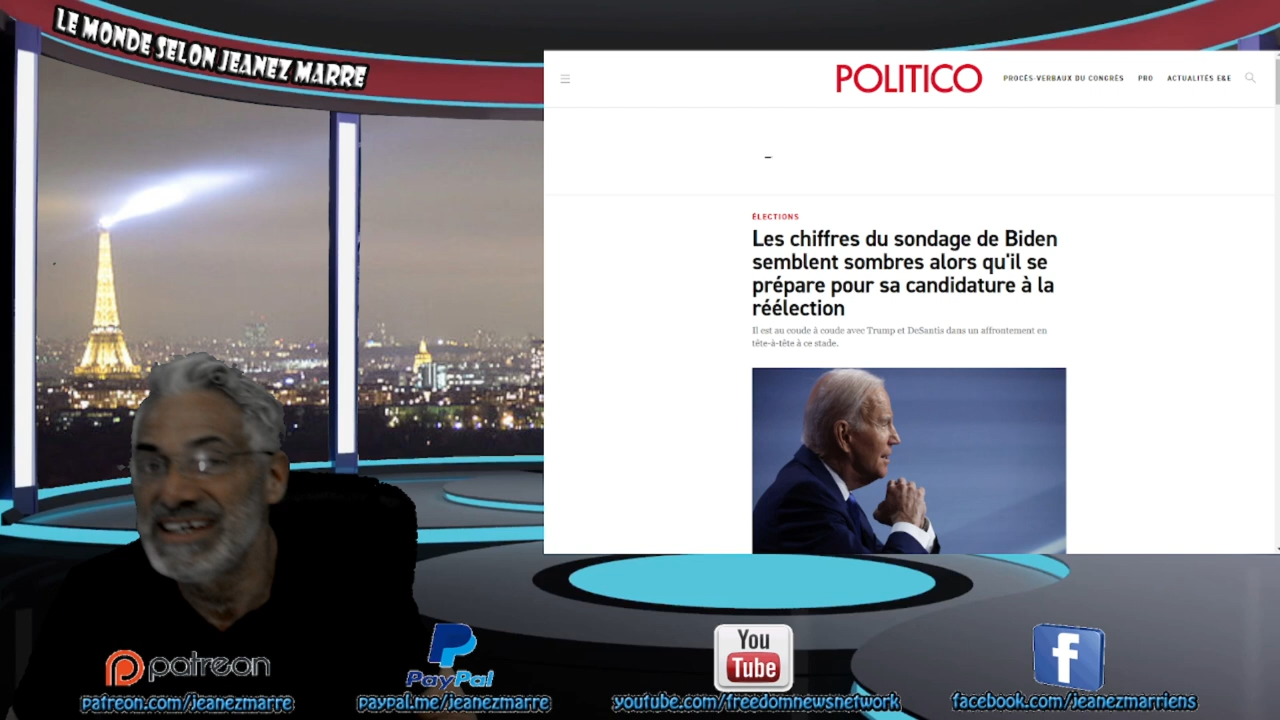 LE MONDE SELON JEANEZ MARRE
POLITICO
PROCÈS-VERBAUX DU CONGRÈS PRO ACTUALITÉS E&E
ÉLECTIONS
Les chiffres du sondage de Biden
semblent sombres alors qu'il se
prépare pour sa candidature à la
réélection
Il est au coude à coude avec Trump et DeSantis dans un affrontement en
tête-à-tête à ce stade.
patreon
patreon.com/jeanezmarre
PayPal
paypal.me/jeanezmarre
You
Tube
youtube.com/freedomnewsnetwork
f
facebook.com/jeanezmarriens